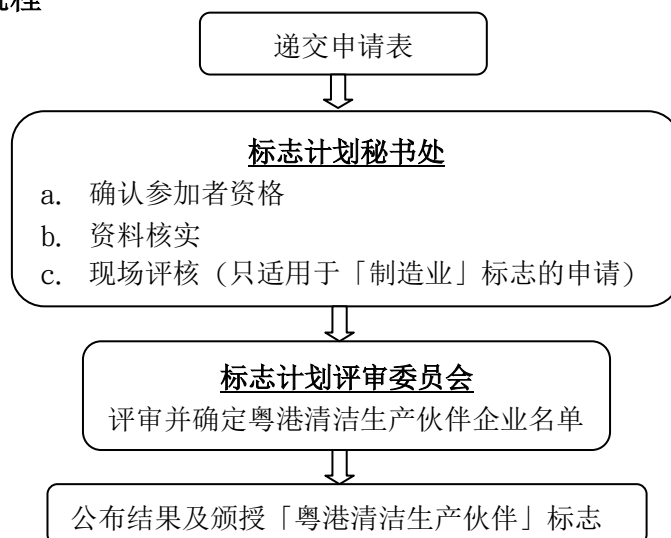 流程
递交申请表
标志计划秘书处
a. 确认参加者资格
b. 资料核实
c. 现场评核（只适用于「制造业」标志的申请）
标志计划评审委员会
评审并确定粤港清洁生产伙伴企业名单
公布结果及颁授「粤港清洁生产伙伴」标志